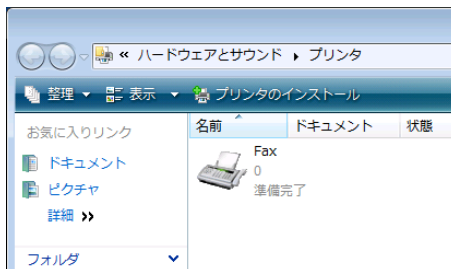 « ハードウェアとサウンド ▸ プリンタ
整理 ▼ 表示 ▼ プリンタのインストール
お気に入りリンク
ドキュメント
ピクチャ
詳細 »
フォルダ
名前 ドキュメント 状態
Fax
0
準備完了